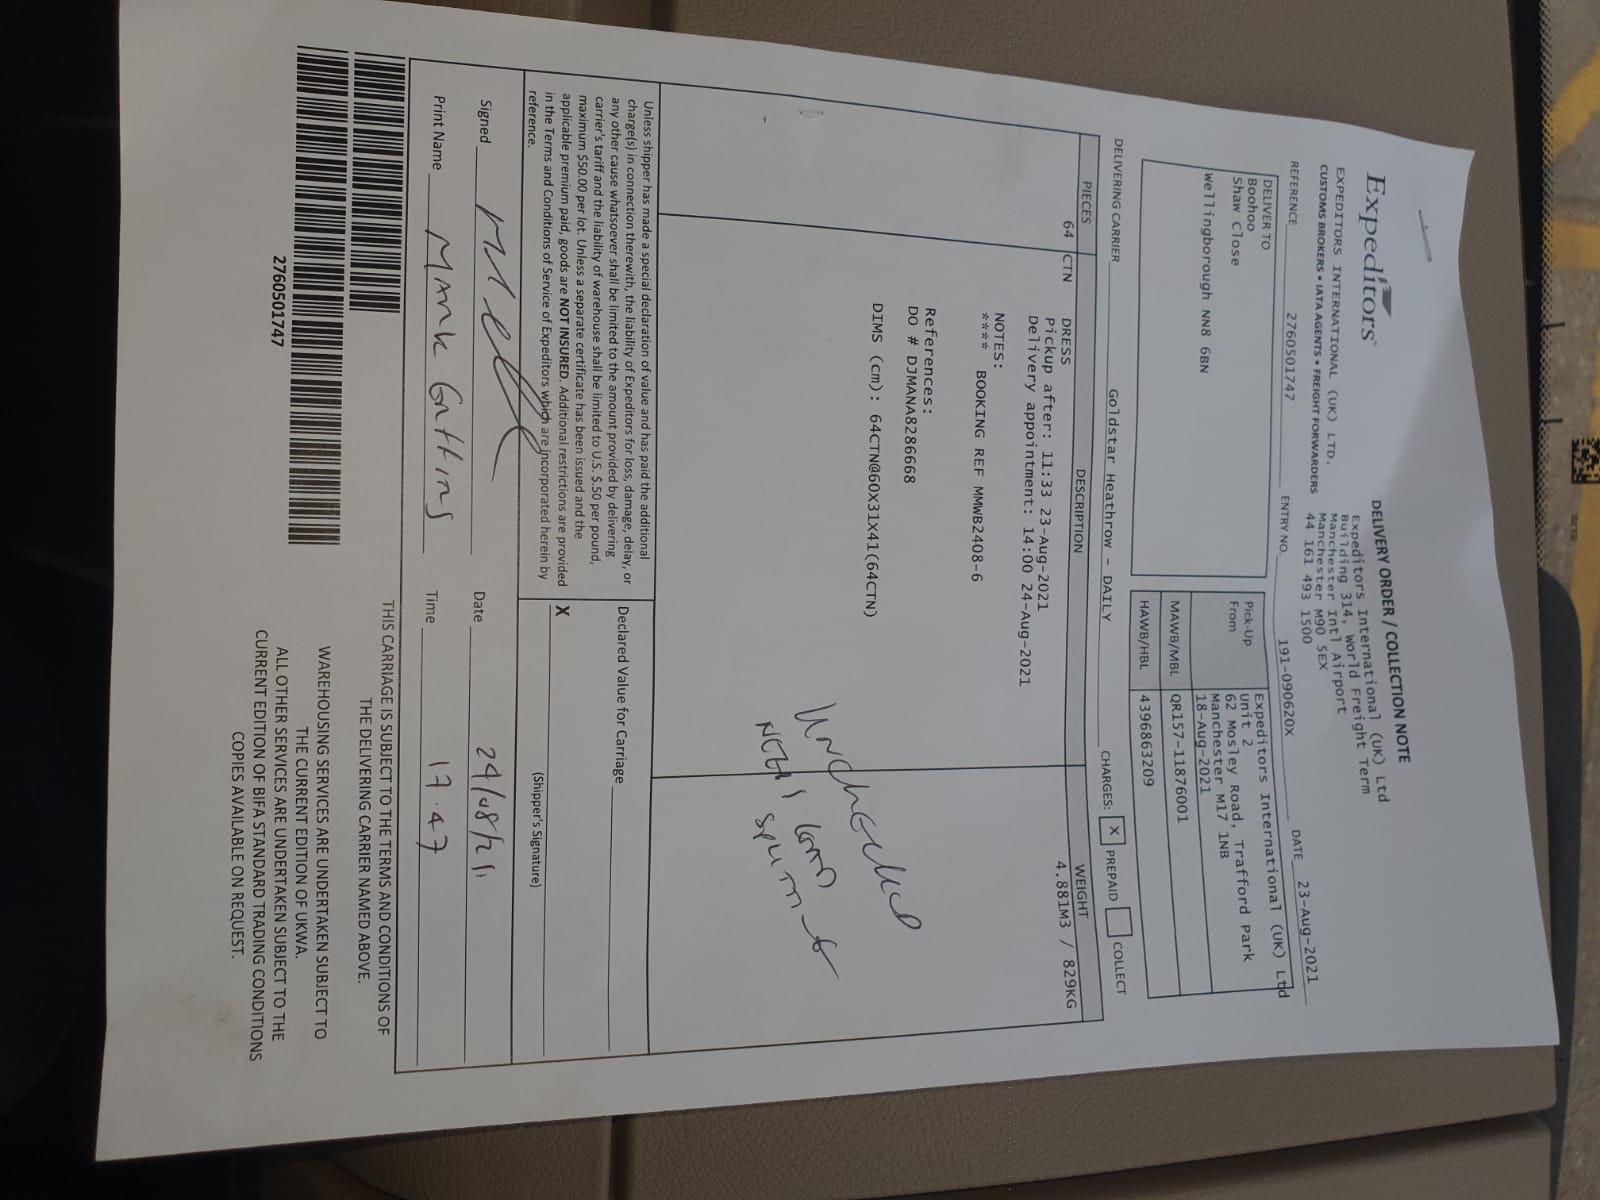 Expeditors®
DELIVERY ORDER / COLLECTION NOTE
EXPEDITORS INTERNATIONAL (UK) LTD.
CUSTOMS BROKERS • IATA AGENTS • FREIGHT FORWARDERS
Expeditors International (UK) Ltd
Building 314, World Freight Term
Manchester Intl Airport
Manchester M90 5EX
44 161 493 1500
REFERENCE 2760501747 ENTRY NO. 191-090620X DATE 23-Aug-2021
DELIVER TO
Boohoo
Shaw Close
Wellingborough NN8 6BN
Pick-Up From
Expeditors International (UK) Ltd
Unit 2
62 Mosley Road, Trafford Park
Manchester M17 1NB
18-Aug-2021
MAWB/MBL QR157-11876001
HAWB/HBL 4396863209
DELIVERING CARRIER Goldstar Heathrow - DAILY CHARGES: X PREPAID COLLECT
PIECES DESCRIPTION WEIGHT
64 CTN DRESS 4.881M3 / 829KG
Pickup after: 11:33 23-Aug-2021
Delivery appointment: 14:00 24-Aug-2021
NOTES:
**** BOOKING REF MMWB2408-6
References:
DO # DJMANA8286668
DIMS (cm): 64CTN@60X31X41(64CTN)
Unchecked
Unless shipper has made a special declaration of value and has paid the additional
charge(s) in connection therewith, the liability of Expeditors for loss, damage, delay, or
any other cause whatsoever shall be limited to the amount provided by delivering
carrier's tariff and the liability of warehouse shall be limited to U.S. $.50 per pound,
maximum $50.00 per lot. Unless a separate certificate has been issued and the
applicable premium paid, goods are NOT INSURED. Additional restrictions are provided
in the Terms and Conditions of Service of Expeditors which are incorporated herein by
reference.
Declared Value for Carriage
X
(Shipper's Signature)
Signed Date 24/08/21
Print Name Mark Time 17.47
THIS CARRIAGE IS SUBJECT TO THE TERMS AND CONDITIONS OF
THE DELIVERING CARRIER NAMED ABOVE.
WAREHOUSING SERVICES ARE UNDERTAKEN SUBJECT TO
THE CURRENT EDITION OF UKWA.
ALL OTHER SERVICES ARE UNDERTAKEN SUBJECT TO THE
CURRENT EDITION OF BIFA STANDARD TRADING CONDITIONS
COPIES AVAILABLE ON REQUEST.
2760501747